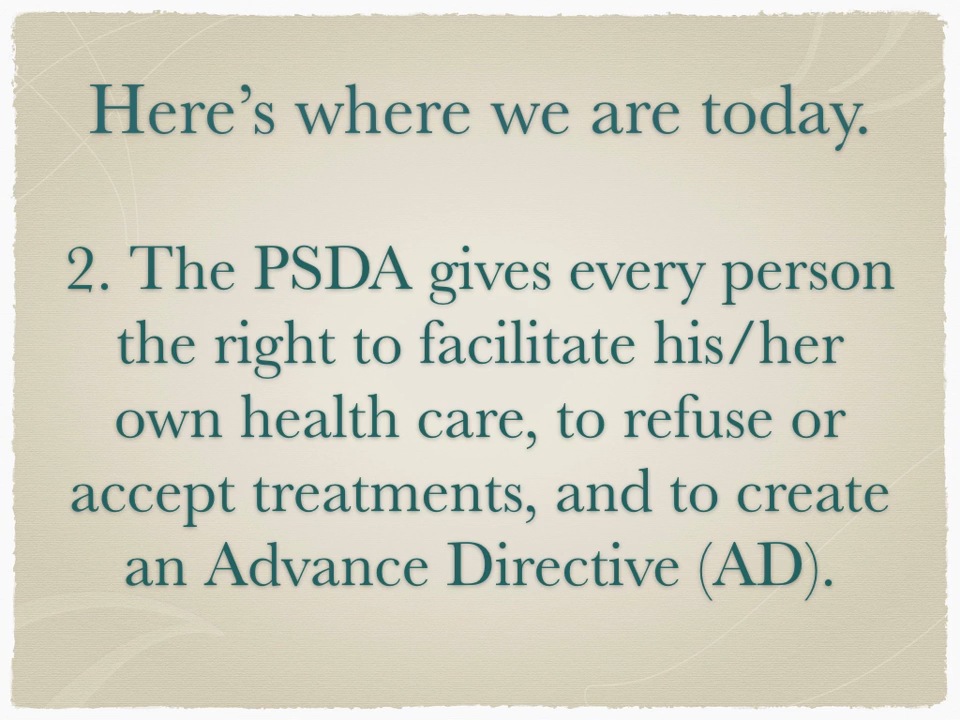 Here’s where we are today.
2. The PSDA gives every person
the right to facilitate his/her
own health care, to refuse or
accept treatments, and to create
an Advance Directive (AD).